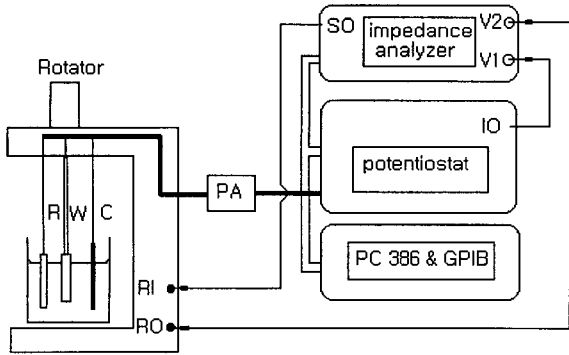 SO
impedance
analyzer
V2
V1
Rotator
IO
potentiostat
PA
R W C
PC 386 & GPIB
RI
RO